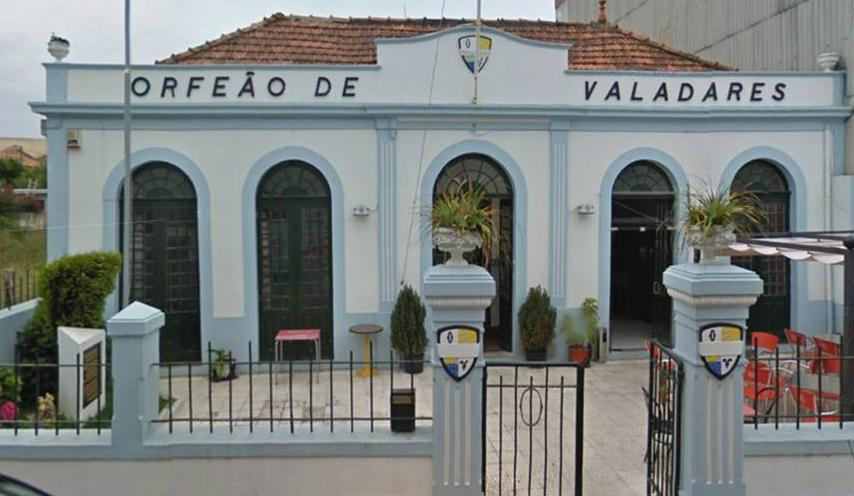 ORFEÃO DE VALADARES